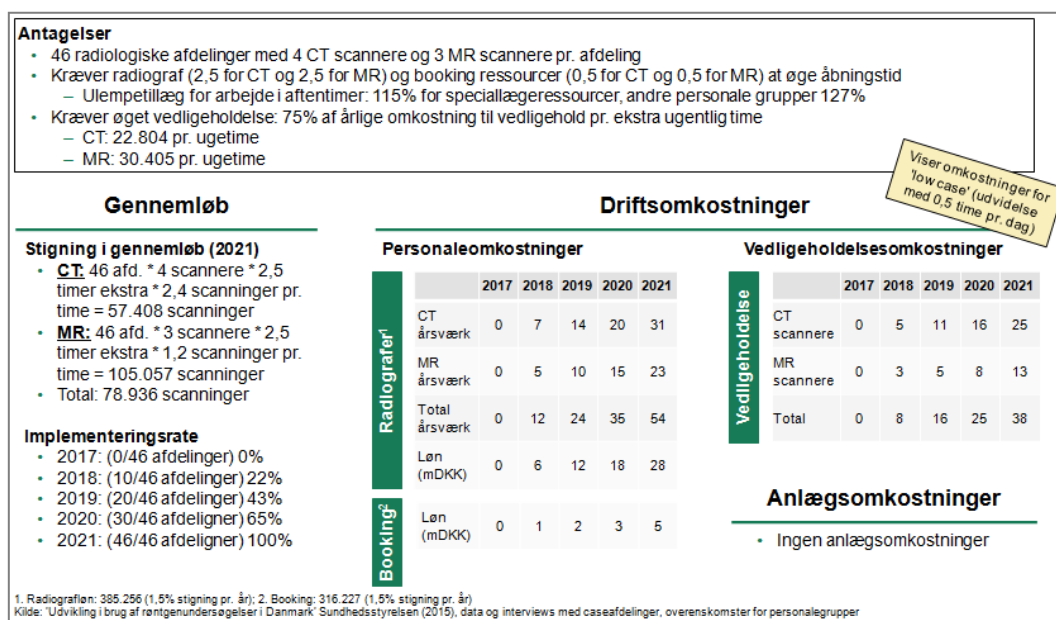 Antagelser
• 46 radiologiske afdelinger med 4 CT scannere og 3 MR scannere pr. afdeling
• Kræver radiograf (2,5 for CT og 2,5 for MR) og booking ressourcer (0,5 for CT og 0,5 for MR) at øge åbningstid
– Ulempetillæg for arbejde i aftentimer: 115% for speciallægeressourcer, andre personale grupper 127%
• Kræver øget vedligeholdelse: 75% af årlige omkostning til vedligehold pr. ekstra ugentlig time
– CT: 22.804 pr. ugetime
– MR: 30.405 pr. ugetime
Viser omkostninger for
'low case' (udvidelse
med 0,5 time pr. dag)
Gennemløb
Stigning i gennemløb (2021)
• CT: 46 afd. * 4 scannere * 2,5
timer ekstra * 2,4 scanninger pr.
time = 57.408 scanninger
• MR: 46 afd. * 3 scannere * 2,5
timer ekstra * 1,2 scanninger pr.
time = 105.057 scanninger
• Total: 78.936 scanninger
Implementeringsrate
• 2017: (0/46 afdelinger) 0%
• 2018: (10/46 afdelinger) 22%
• 2019: (20/46 afdelinger) 43%
• 2020: (30/46 afdeligner) 65%
• 2021: (46/46 afdeligner) 100%
Driftsomkostninger
Personaleomkostninger
Radiografer1
2017 2018 2019 2020 2021
CT årsværk 0 7 14 20 31
MR årsværk 0 5 10 15 23
Total årsværk 0 12 24 35 54
Løn (mDKK) 0 6 12 18 28
Booking2
Løn (mDKK) 0 1 2 3 5
Vedligeholdelsesomkostninger
Vedligeholdelse
2017 2018 2019 2020 2021
CT scannere 0 5 11 16 25
MR scannere 0 3 5 8 13
Total 0 8 16 25 38
Anlægsomkostninger
• Ingen anlægsomkostninger
1. Radiografløn: 385.256 (1,5% stigning pr. år); 2. Booking: 316.227 (1,5% stigning pr. år)
Kilde: 'Udvikling i brug af røntgenundersøgelser i Danmark' Sundhedsstyrelsen (2015), data og interviews med caseafdelinger, overenskomster for personalegrupper